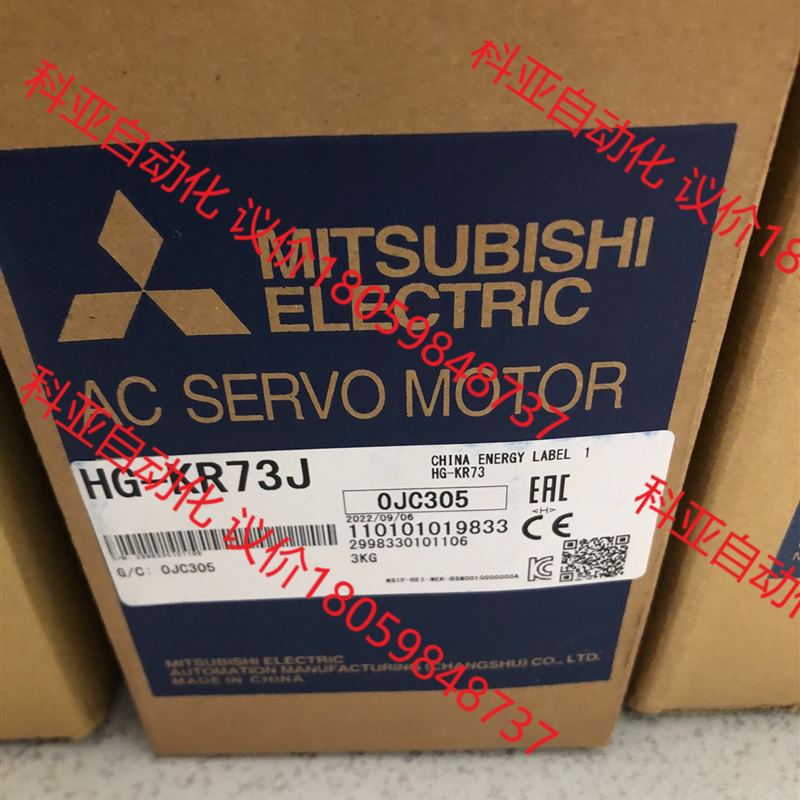 科亚自动化 议价18059848737
科亚自动化 议价180
MITSUBISHI
ELECTRIC
AC SERVO MOTOR
HG-KR73J
CHINA ENERGY LABEL 1
HG-KR73
0JC305
EAC
2022/09/06
<H>
110101019833
CE
2998330101106
3KG
G/C: 0JC305
MITSUBISHI ELECTRIC
AUTOMATION MANUFACTURING (CHANGSHU) CO., LTD.
MADE IN CHINA
科亚自动化 议价18059848737
科亚自动